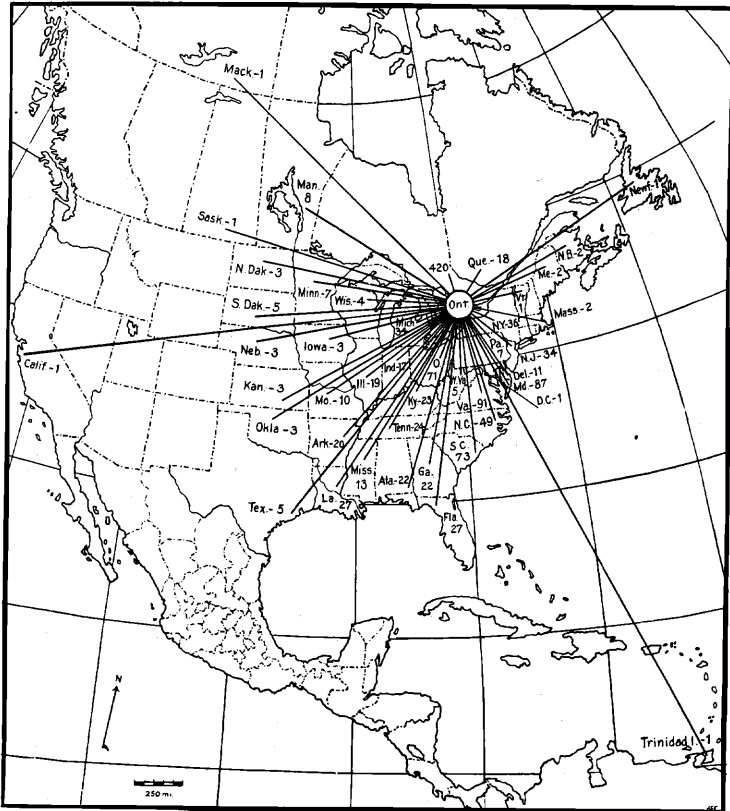 Mack.-1
Man.
8
Newf.-1
Sask.-1
420
Que.-18
N.B.-2
N. Dak-3
Me.-2
Minn-7
Wis.-4
Ont
Vt
1
Mass.-2
S. Dak-5
Mich
NY-36
Neb.-3
Iowa-3
Pa.
7
N.J-34
Calif-1
Ind-17
O
71
W.Va
5
Del.-11
Md-87
Kan.-3
Ill-19
D.C.-1
Mo.-10
Ky-23
Va.-91
Okla-3
Tenn-24
N.C.-49
Ark-20
S.C.
73
Miss
13
Ala-22
Ga.
22
Tex.-5
La.
27
Fla.
27
N
Trinidad I.-1
250 mi.